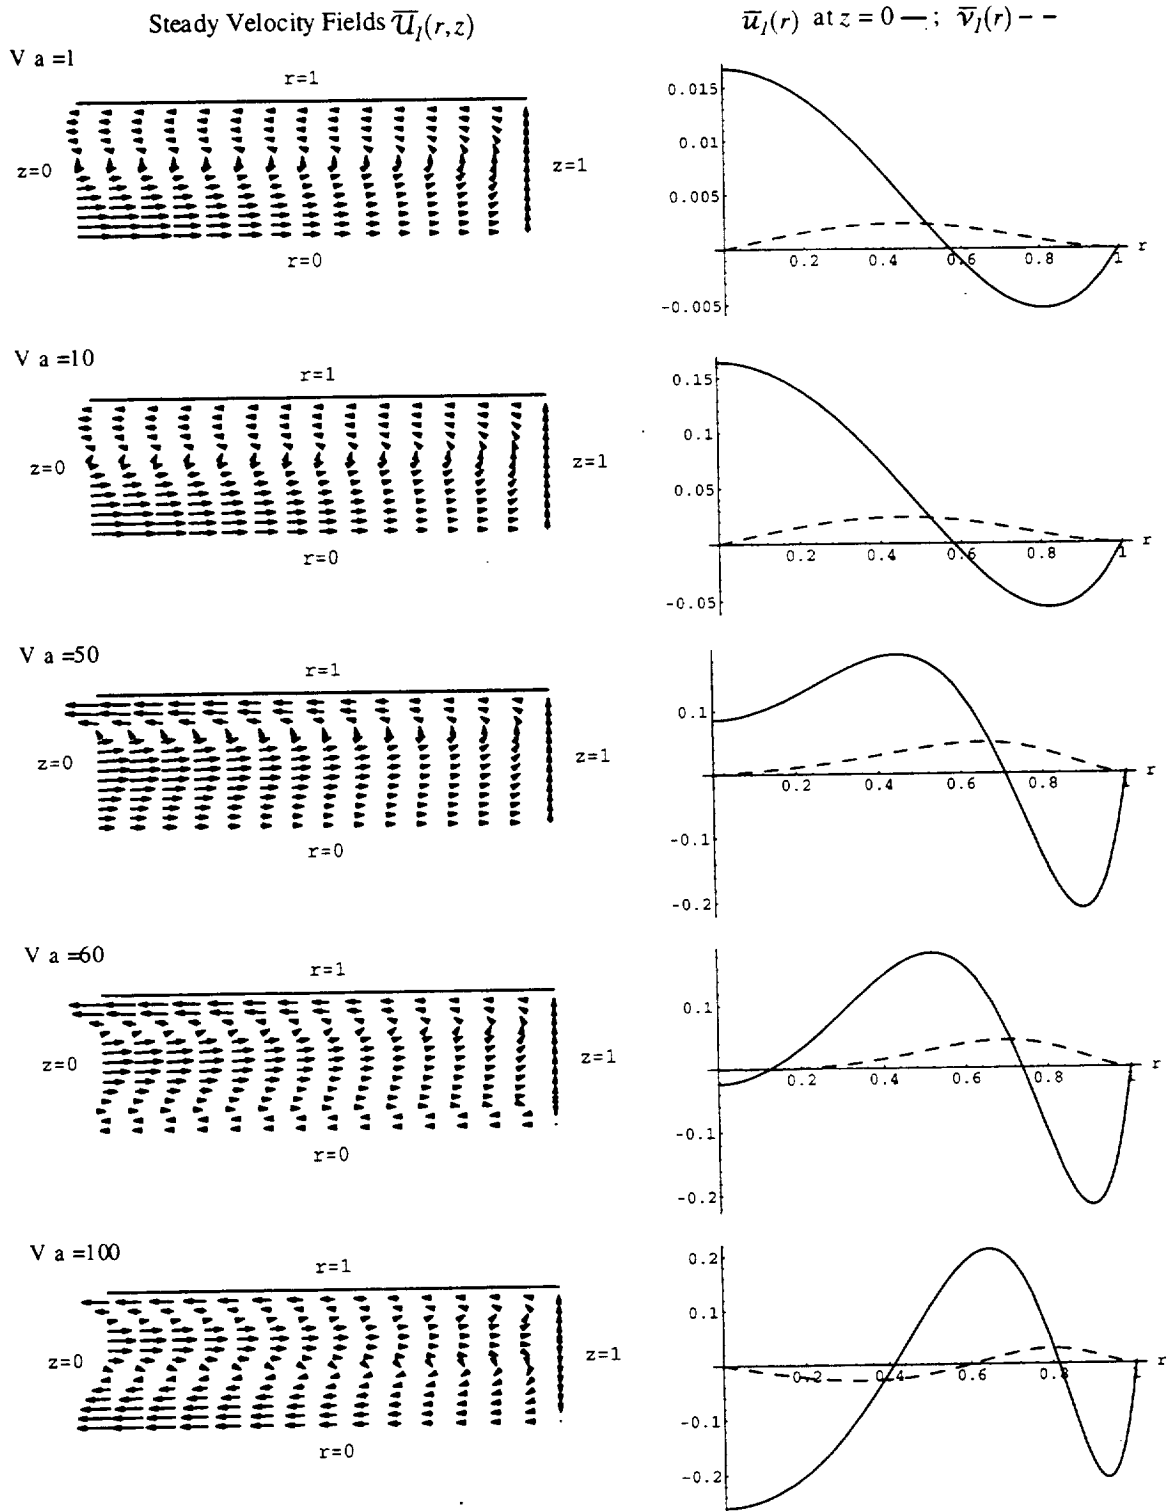 Steady Velocity Fields U̅₁(r,z)
u̅₁(r) at z = 0 — ; v̅₁(r) – –
V a =1
r=1
z=0
z=1
r=0
0.015
0.01
0.005
-0.005
0.2 0.4 0.6 0.8 1 r
V a =10
r=1
z=0
z=1
r=0
0.15
0.1
0.05
-0.05
0.2 0.4 0.6 0.8 1 r
V a =50
r=1
z=0
z=1
r=0
0.1
-0.1
-0.2
0.2 0.4 0.6 0.8 1 r
V a =60
r=1
z=0
z=1
r=0
0.1
-0.1
-0.2
0.2 0.4 0.6 0.8 1 r
V a =100
r=1
z=0
z=1
r=0
0.2
0.1
-0.1
-0.2
0.2 0.4 0.6 0.8 1 r